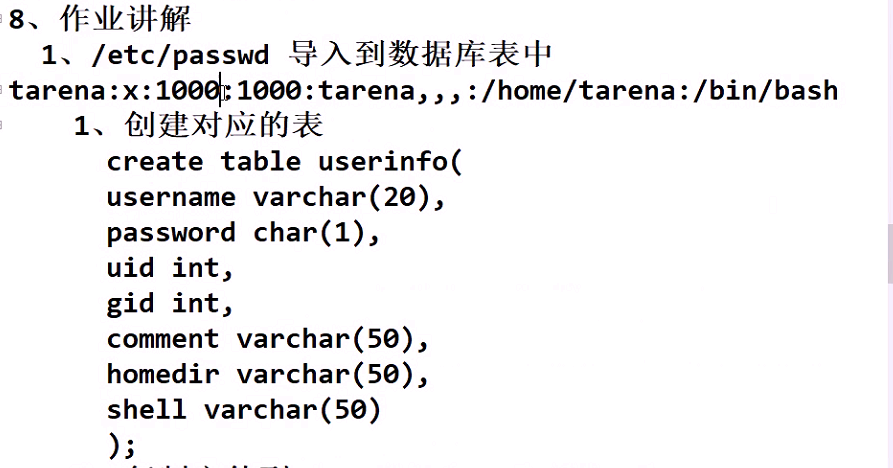 8、作业讲解
1、/etc/passwd 导入到数据库表中
tarena:x:1000:1000:tarena,,,:/home/tarena:/bin/bash
1、创建对应的表
create table userinfo(
username varchar(20),
password char(1),
uid int,
gid int,
comment varchar(50),
homedir varchar(50),
shell varchar(50)
);